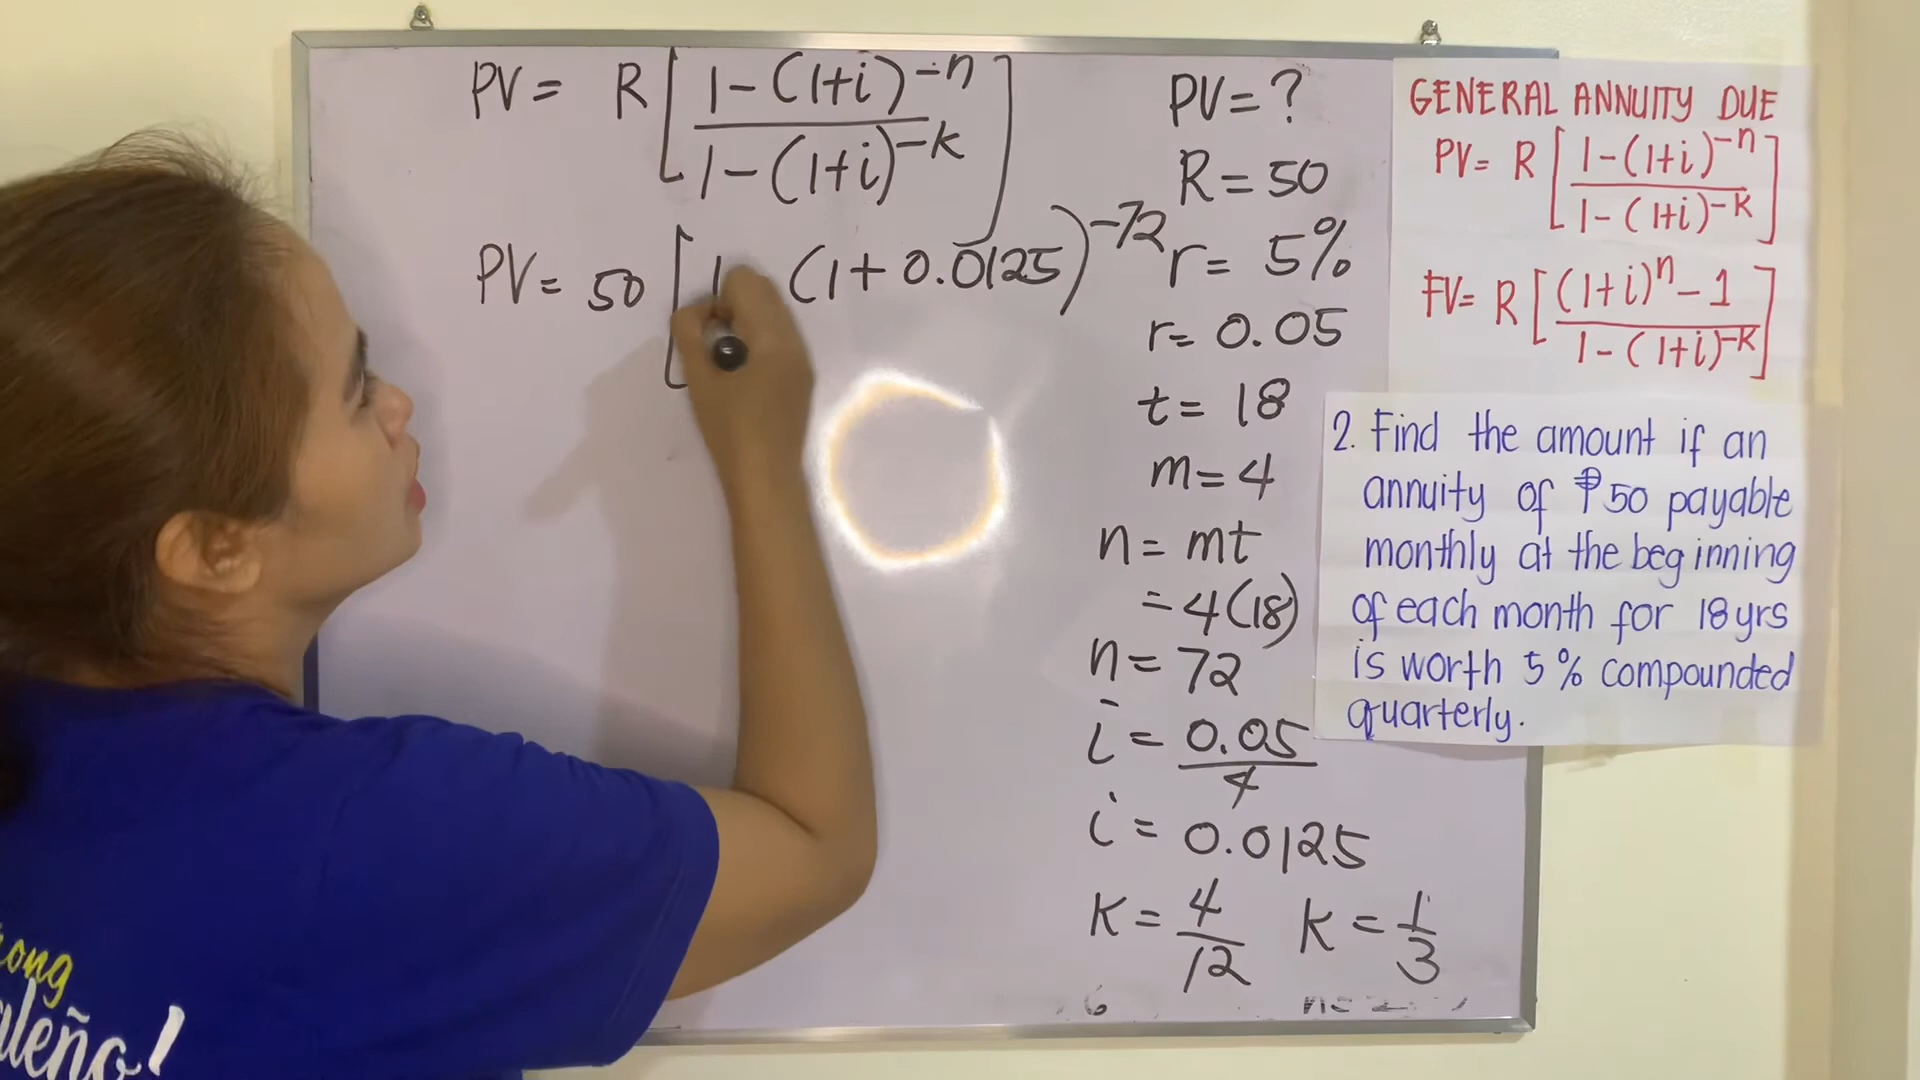 PV = R [ 1-(1+i)^-n / 1-(1+i)^-k ]
PV = 50 [ 1 (1+0.0125)^-72
PV = ?
R = 50
r = 5%
r = 0.05
t = 18
m = 4
n = mt
= 4(18)
n = 72
i = 0.05 / 4
i = 0.0125
K = 4/12 K = 1/3
GENERAL ANNUITY DUE
PV = R [ 1-(1+i)^-n / 1-(1+i)^-k ]
FV = R [ (1+i)^n - 1 / 1-(1+i)^-k ]
2. Find the amount if an
annuity of ₱50 payable
monthly at the beginning
of each month for 18 yrs
is worth 5% compounded
quarterly.